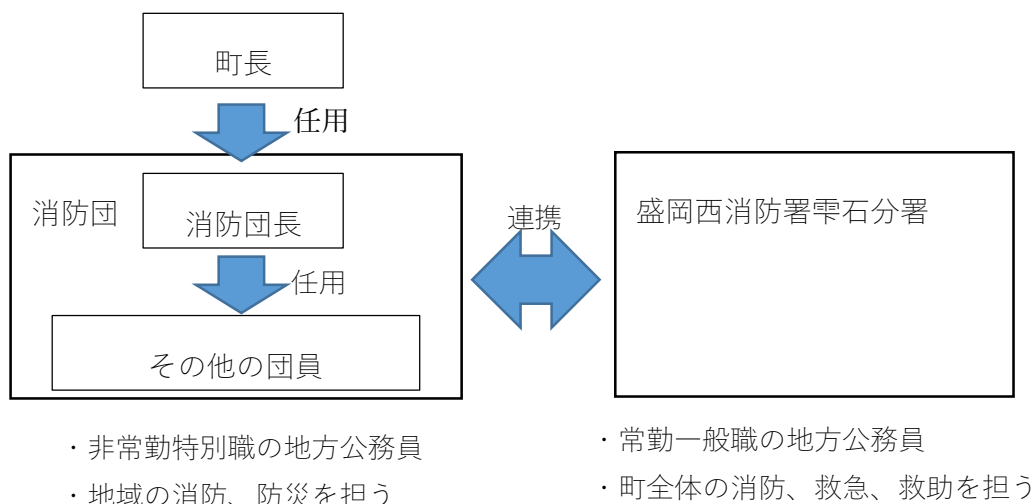 町長
任用
消防団
消防団長
任用
その他の団員
連携
盛岡西消防署雫石分署
・非常勤特別職の地方公務員
・地域の消防、防災を担う
・常勤一般職の地方公務員
・町全体の消防、救急、救助を担う